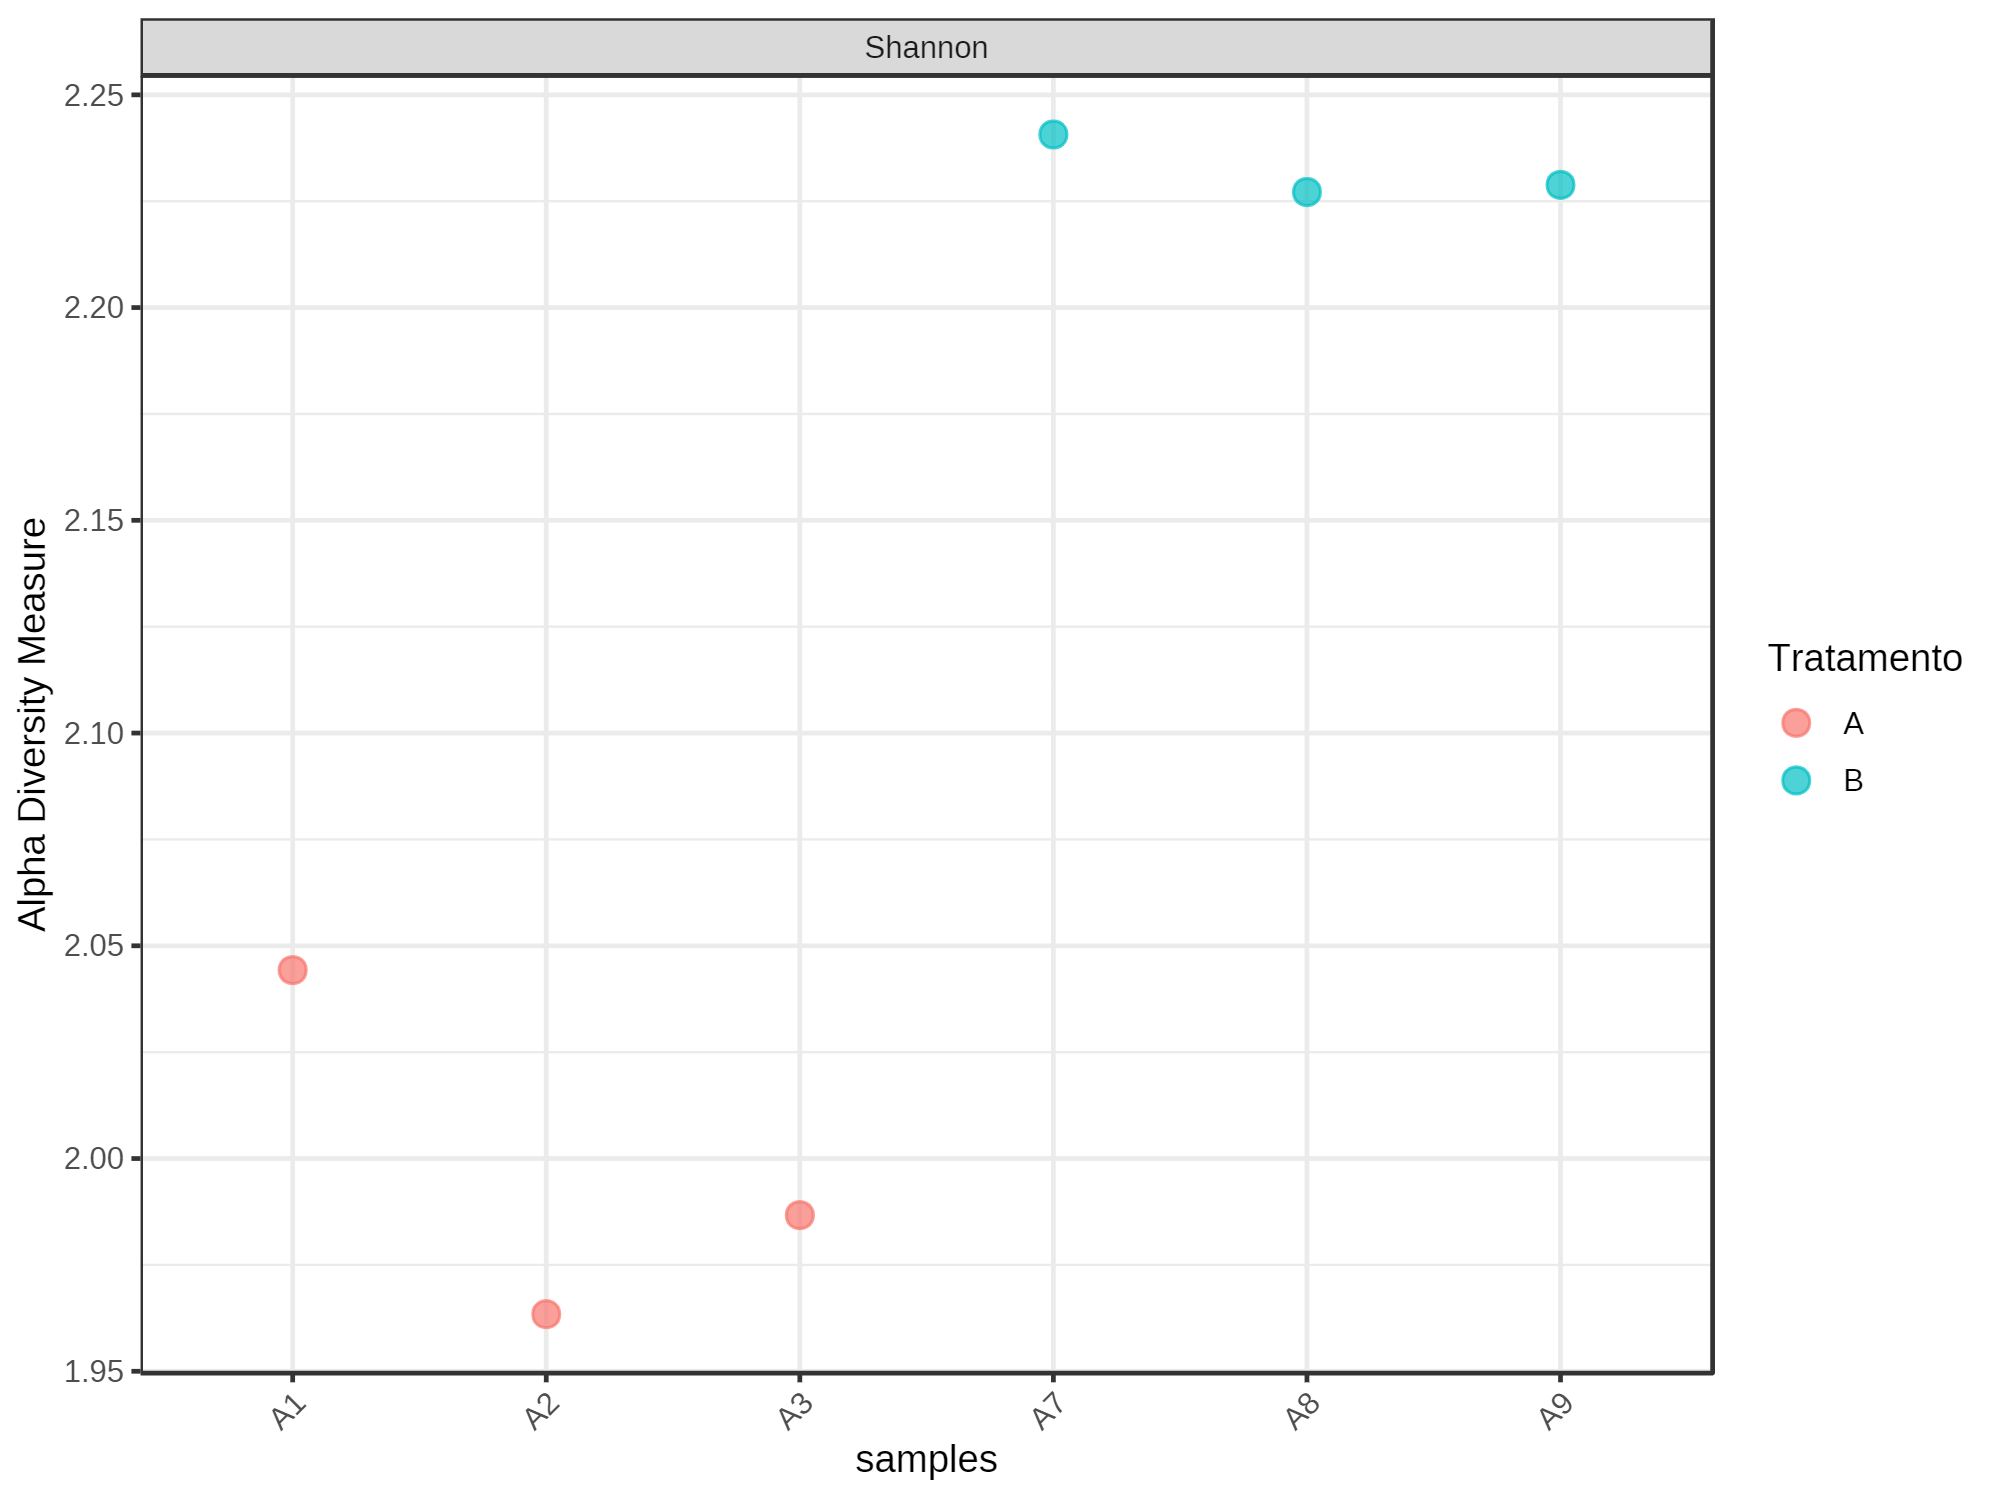 Shannon
2.25
2.20
2.15
2.10
2.05
2.00
1.95
Alpha Diversity Measure
A1
A2
A3
A7
A8
A9
samples
Tratamento
A
B